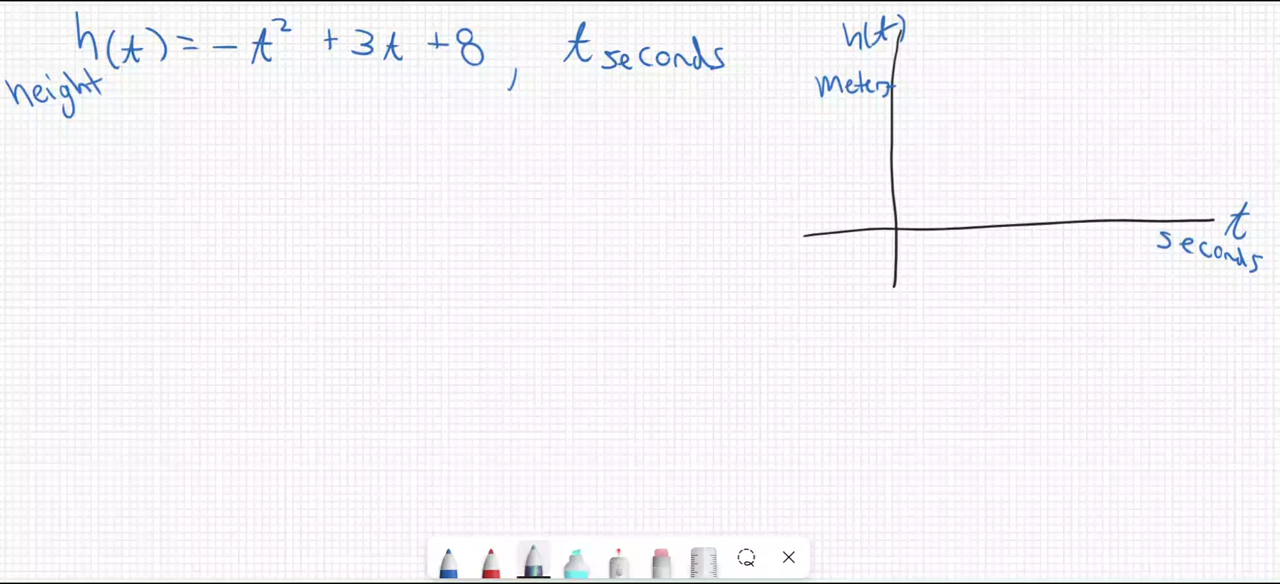 h(t) = -t² + 3t + 8, t seconds
height
h(t)
meters
t
seconds